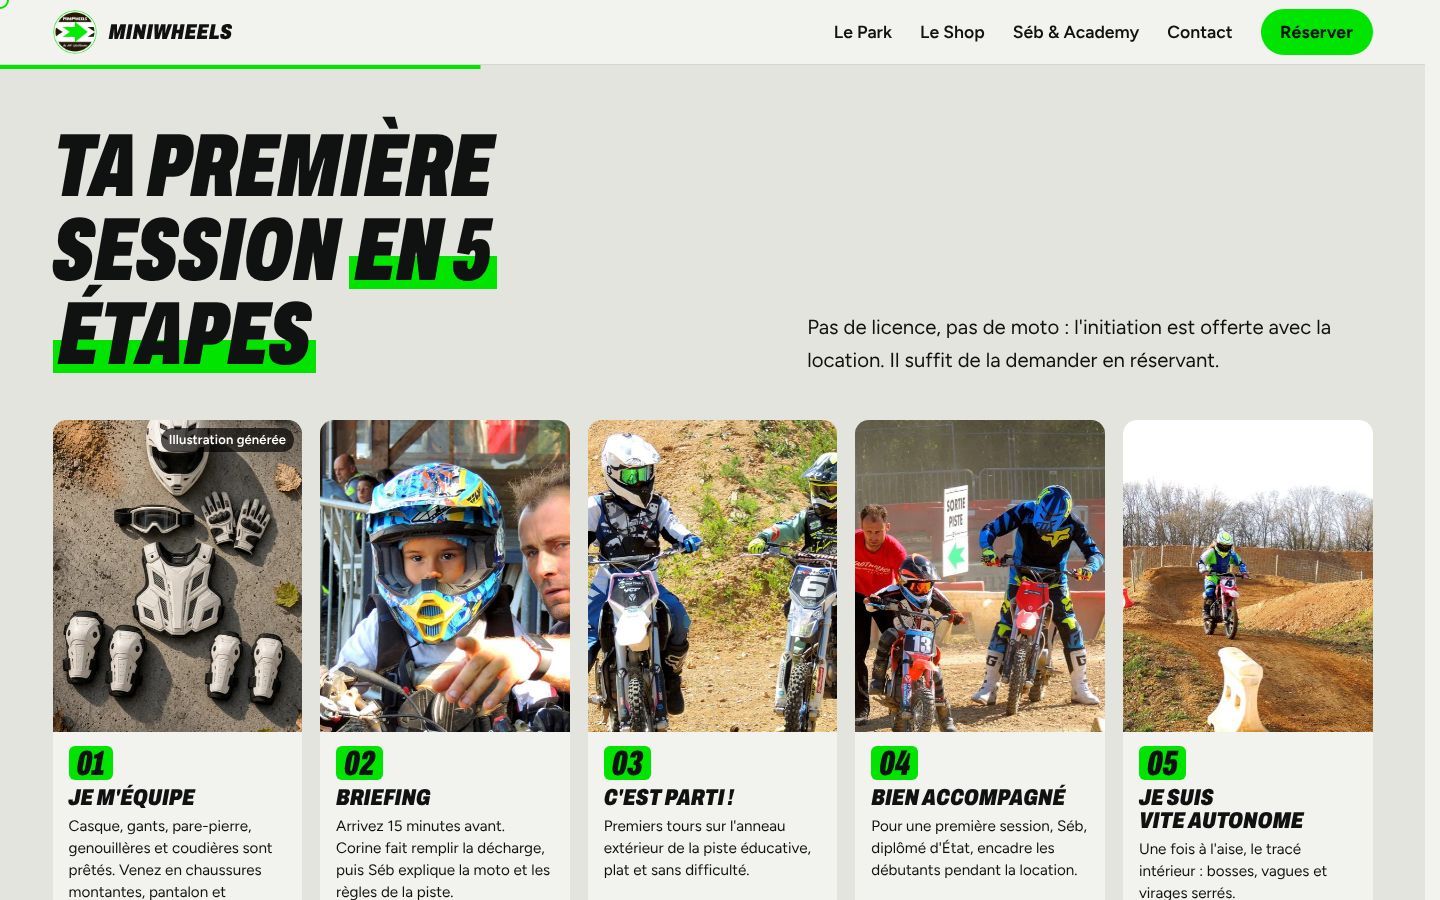 MINIWHEELS
Le Park
Le Shop
Séb & Academy
Contact
Réserver
TA PREMIÈRE
SESSION EN 5
ÉTAPES
Pas de licence, pas de moto : l'initiation est offerte avec la
location. Il suffit de la demander en réservant.
Illustration générée
SORTIE
PISTE
6
13
4
01
JE M'ÉQUIPE
Casque, gants, pare-pierre,
genouillères et coudières sont
prêtés. Venez en chaussures
montantes, pantalon et
02
BRIEFING
Arrivez 15 minutes avant.
Corine fait remplir la décharge,
puis Séb explique la moto et les
règles de la piste.
03
C'EST PARTI !
Premiers tours sur l'anneau
extérieur de la piste éducative,
plat et sans difficulté.
04
BIEN ACCOMPAGNÉ
Pour une première session, Séb,
diplômé d'État, encadre les
débutants pendant la location.
05
JE SUIS
VITE AUTONOME
Une fois à l'aise, le tracé
intérieur : bosses, vagues et
virages serrés.